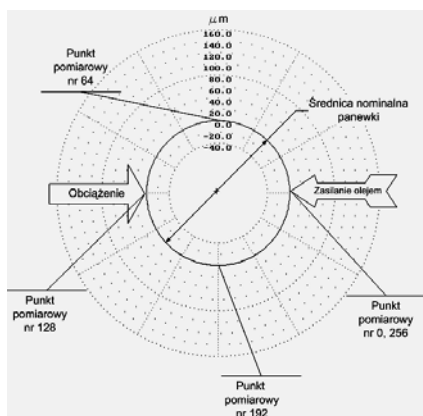 μm
160.0
140.0
120.0
100.0
80.0
60.0
40.0
20.0
0.0
-20.0
-40.0
Punkt
pomiarowy
nr 64
Średnica nominalna
panewki
Obciążenie
Zasilanie olejem
Punkt
pomiarowy
nr 128
Punkt
pomiarowy
nr 0, 256
Punkt
pomiarowy
nr 192